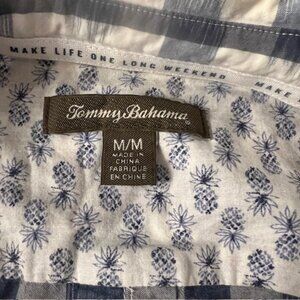 MAKE LIFE ONE LONG WEEKEND
MAKE
Tommy Bahama
M/M
MADE IN
CHINA
FABRIQUÉ
EN CHINE